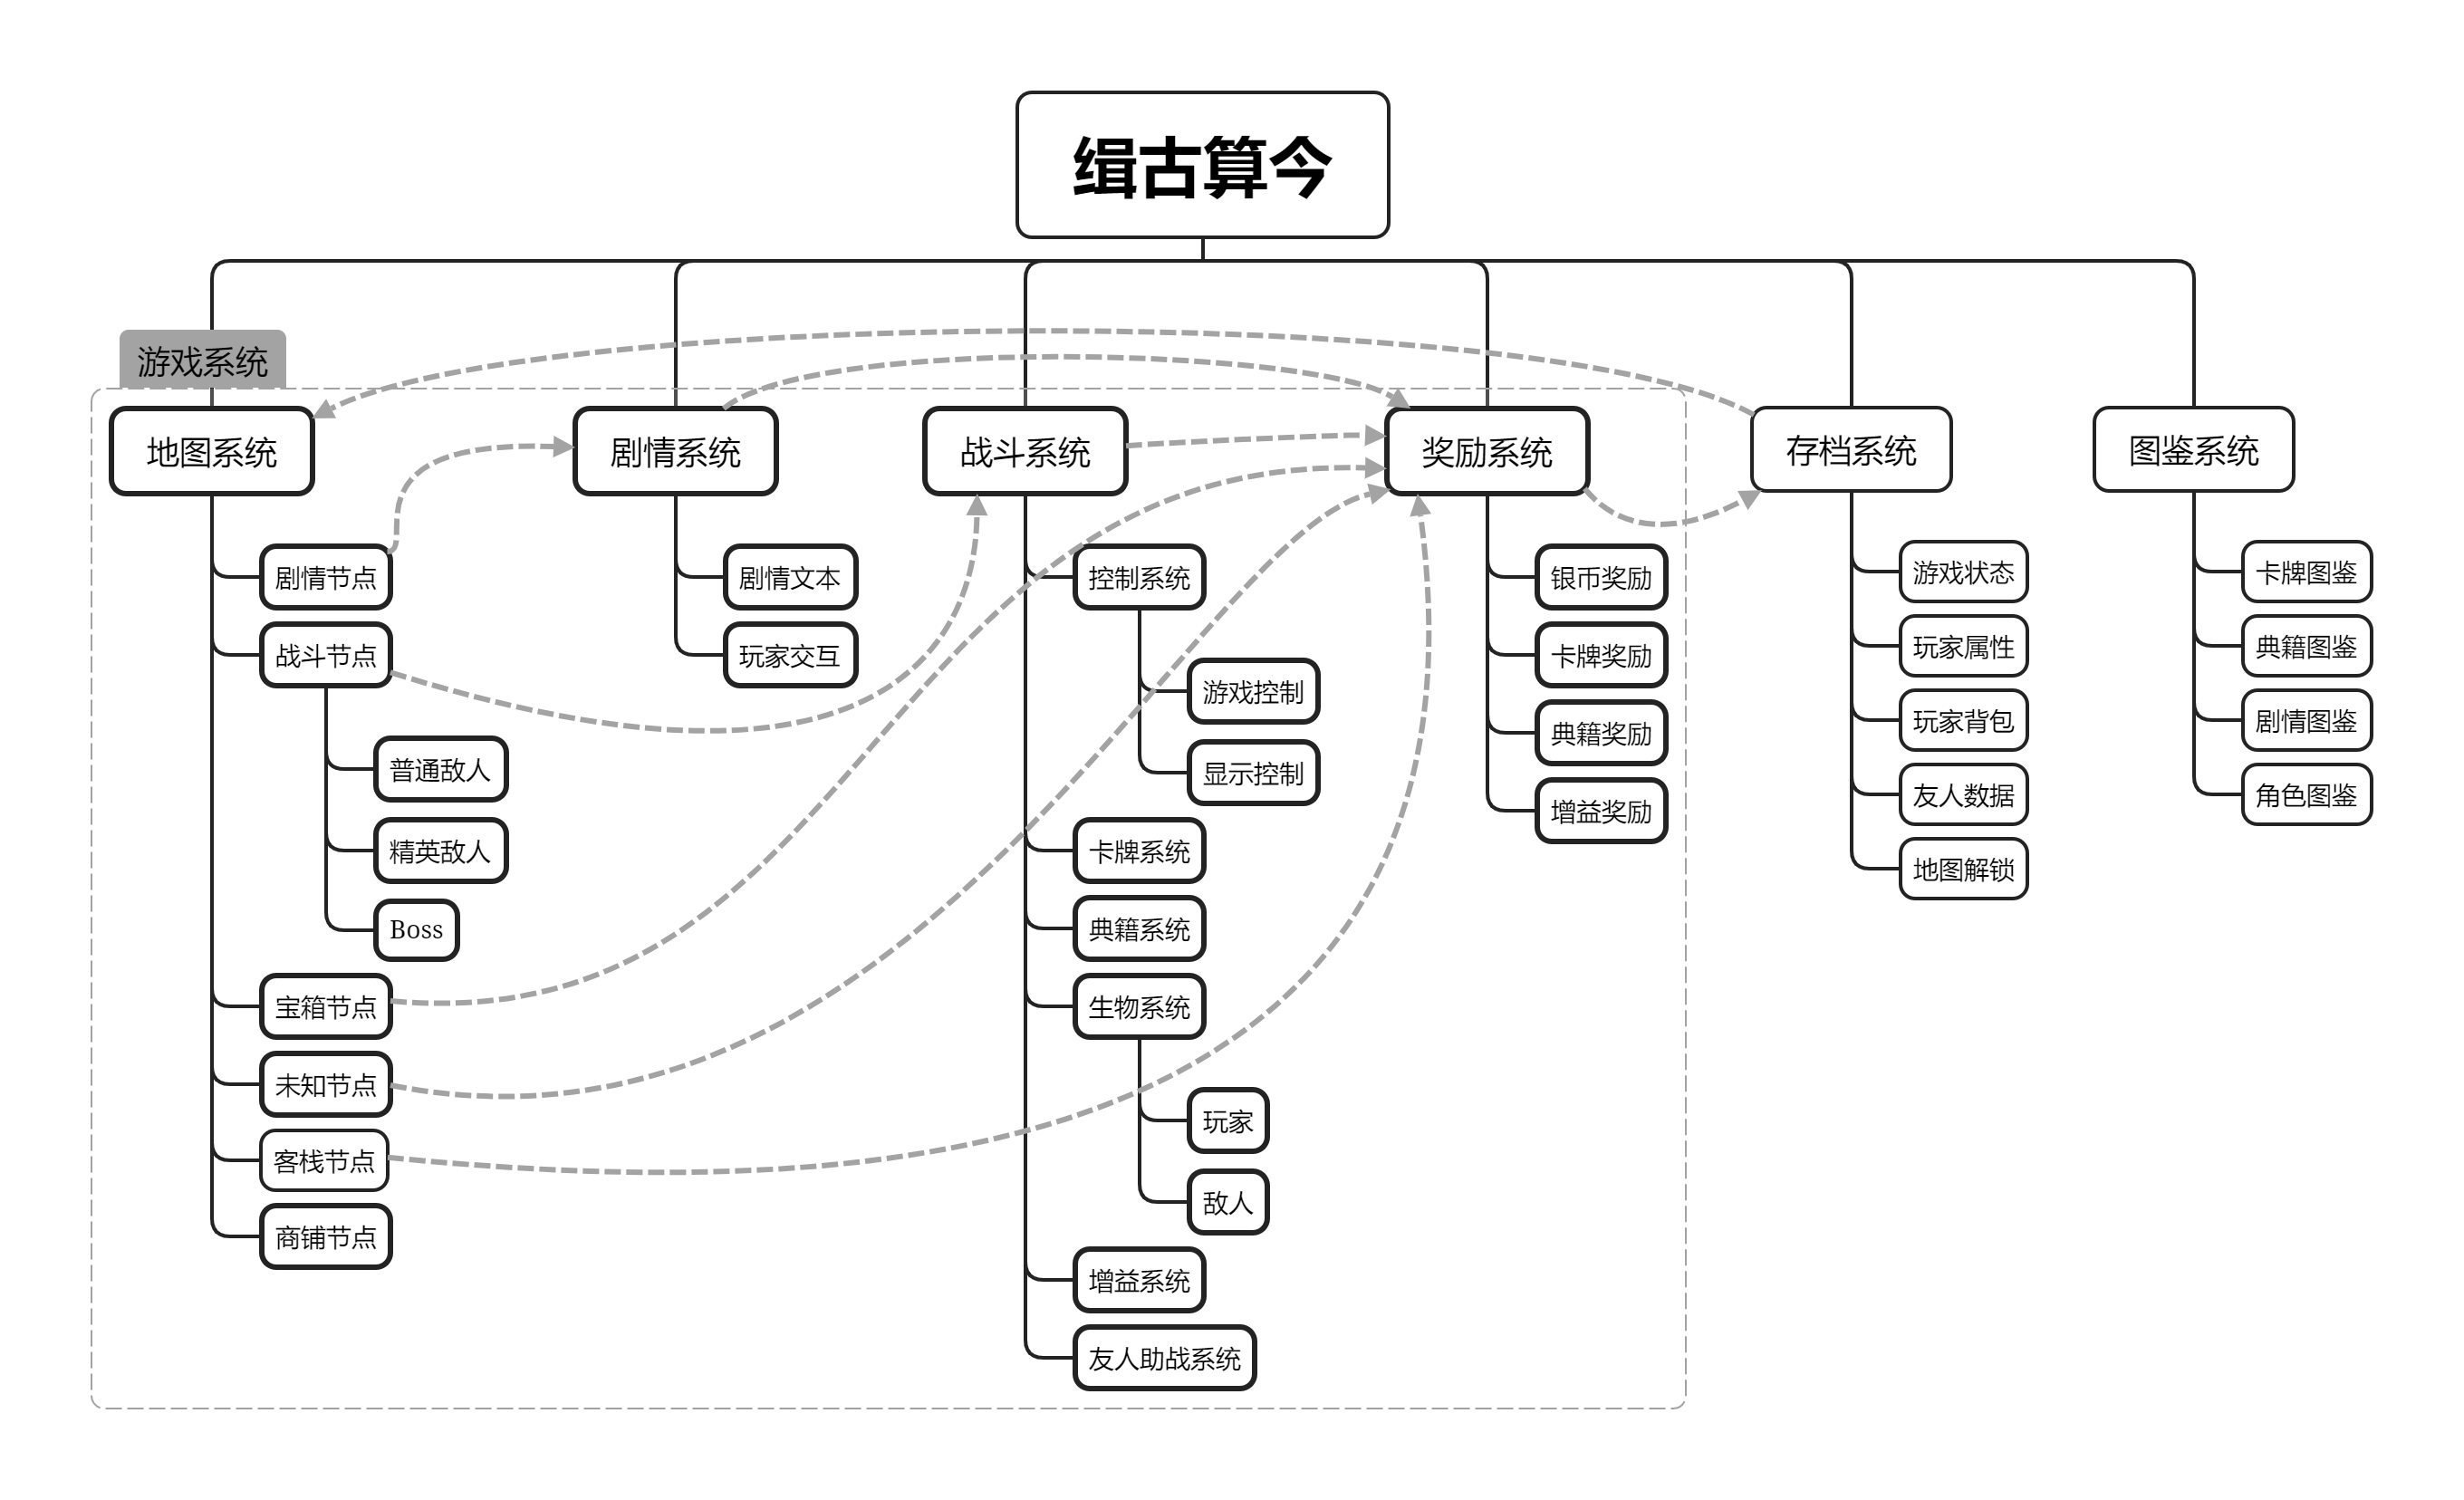 缉古算今
游戏系统
地图系统
剧情节点
战斗节点
普通敌人
精英敌人
Boss
宝箱节点
未知节点
客栈节点
商铺节点
剧情系统
剧情文本
玩家交互
战斗系统
控制系统
游戏控制
显示控制
卡牌系统
典籍系统
生物系统
玩家
敌人
增益系统
友人助战系统
奖励系统
银币奖励
卡牌奖励
典籍奖励
增益奖励
存档系统
游戏状态
玩家属性
玩家背包
友人数据
地图解锁
图鉴系统
卡牌图鉴
典籍图鉴
剧情图鉴
角色图鉴